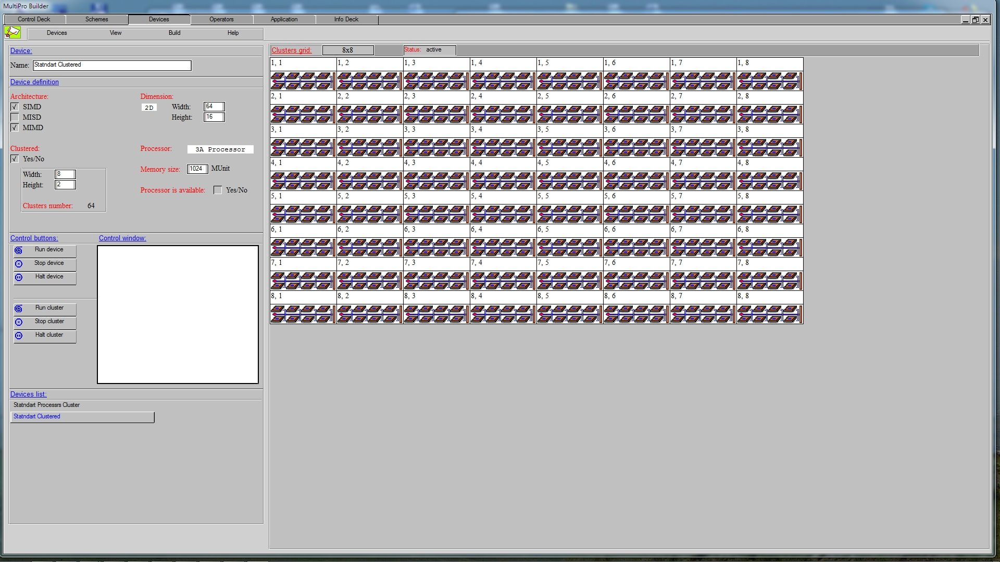 MultiPro Builder
Control Deck Schemes Devices Operators Application Info Deck
Devices View Build Help
Device:
Name: Statndart Clustered
Device definition
Architecture: Dimension:
SIMD 2D Width: 64
MISD Height: 16
MIMD
Clustered: Processor: 3A Processor
Yes/No
Width: 8 Memory size: 1024 MUnit
Height: 2
Processor is available: Yes/No
Clusters number: 64
Control buttons: Control window:
Run device
Stop device
Halt device
Run cluster
Stop cluster
Halt cluster
Devices list:
Statndart Processrs Cluster
Statndart Clustered
Clusters grid: 8x8 Status: active
1, 1 1, 2 1, 3 1, 4 1, 5 1, 6 1, 7 1, 8
2, 1 2, 2 2, 3 2, 4 2, 5 2, 6 2, 7 2, 8
3, 1 3, 2 3, 3 3, 4 3, 5 3, 6 3, 7 3, 8
4, 1 4, 2 4, 3 4, 4 4, 5 4, 6 4, 7 4, 8
5, 1 5, 2 5, 3 5, 4 5, 5 5, 6 5, 7 5, 8
6, 1 6, 2 6, 3 6, 4 6, 5 6, 6 6, 7 6, 8
7, 1 7, 2 7, 3 7, 4 7, 5 7, 6 7, 7 7, 8
8, 1 8, 2 8, 3 8, 4 8, 5 8, 6 8, 7 8, 8